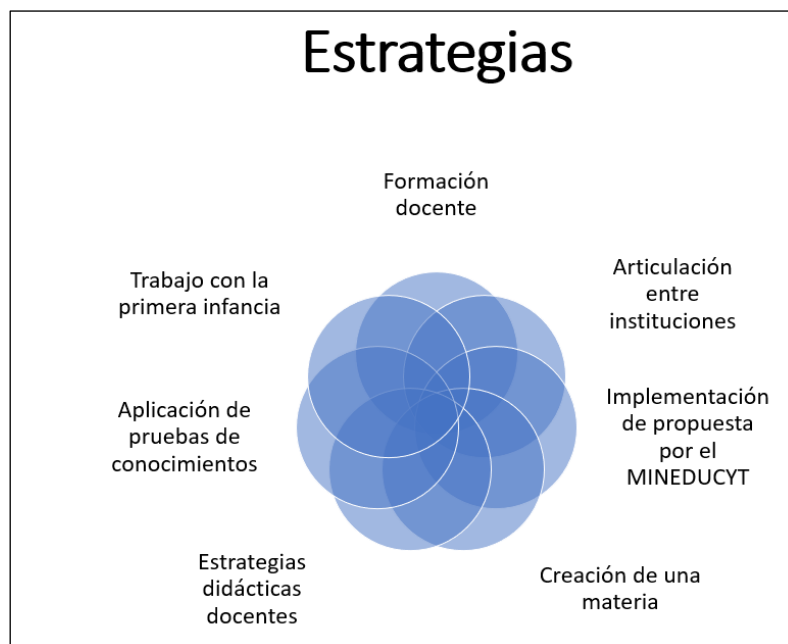 Estrategias
Formación
docente
Articulación
entre
instituciones
Implementación
de propuesta
por el
MINEDUCYT
Creación de una
materia
Estrategias
didácticas
docentes
Aplicación de
pruebas de
conocimientos
Trabajo con la
primera infancia